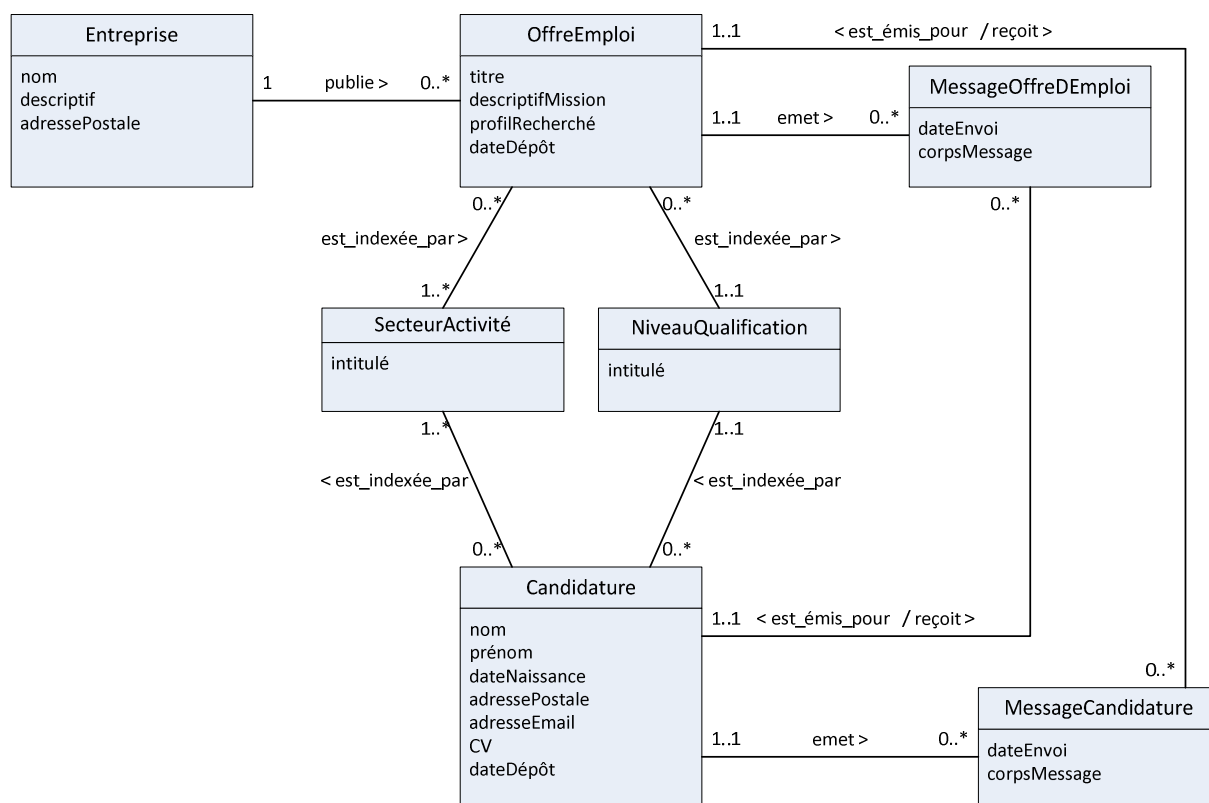 Entreprise
nom
descriptif
adressePostale
1 publie > 0..*
OffreEmploi
titre
descriptifMission
profilRecherché
dateDépôt
1..1 < est_émis_pour / reçoit >
1..1 emet > 0..*
MessageOffreDEmploi
dateEnvoi
corpsMessage
0..* 0..* 0..*
est_indexée_par > est_indexée_par >
1..* 1..1
SecteurActivité
intitulé
NiveauQualification
intitulé
1..* 1..1
< est_indexée_par < est_indexée_par
0..* 0..*
Candidature
nom
prénom
dateNaissance
adressePostale
adresseEmail
CV
dateDépôt
1..1 < est_émis_pour / reçoit >
0..*
1..1 emet > 0..*
MessageCandidature
dateEnvoi
corpsMessage